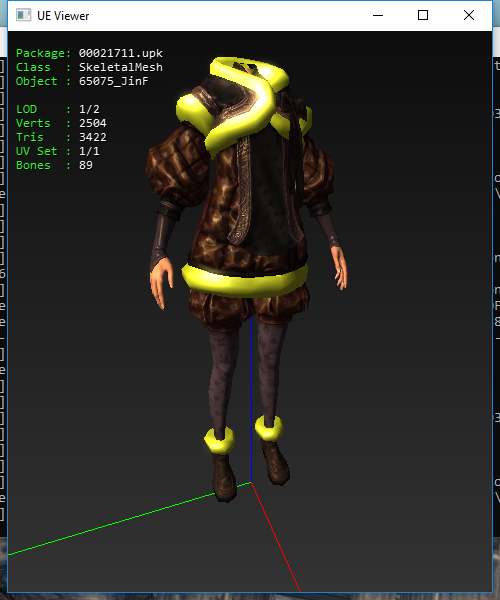 UE Viewer
Package: 00021711.upk
Class  : SkeletalMesh
Object : 65075_JinF
LOD    : 1/2
Verts  : 2504
Tris   : 3422
UV Set : 1/1
Bones  : 89